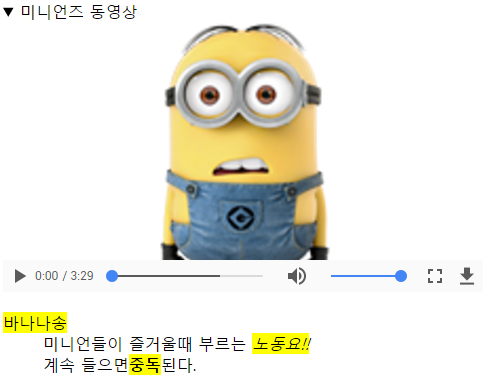 ▼ 미니언즈 동영상
0:00 / 3:29
바나나송
미니언들이 즐거울때 부르는 노동요!!
계속 들으면중독된다.